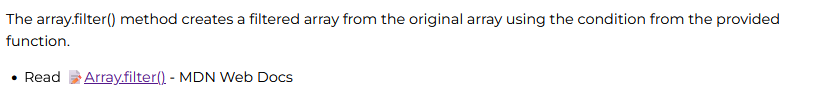 The array.filter() method creates a filtered array from the original array using the condition from the provided
function.
• Read Array.filter() - MDN Web Docs